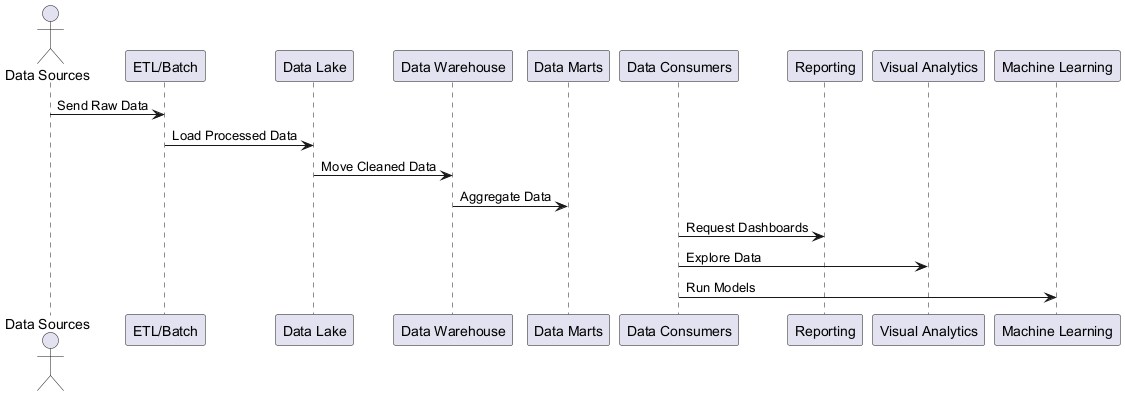 Data Sources
ETL/Batch
Data Lake
Data Warehouse
Data Marts
Data Consumers
Reporting
Visual Analytics
Machine Learning
Send Raw Data
Load Processed Data
Move Cleaned Data
Aggregate Data
Request Dashboards
Explore Data
Run Models
Data Sources
ETL/Batch
Data Lake
Data Warehouse
Data Marts
Data Consumers
Reporting
Visual Analytics
Machine Learning